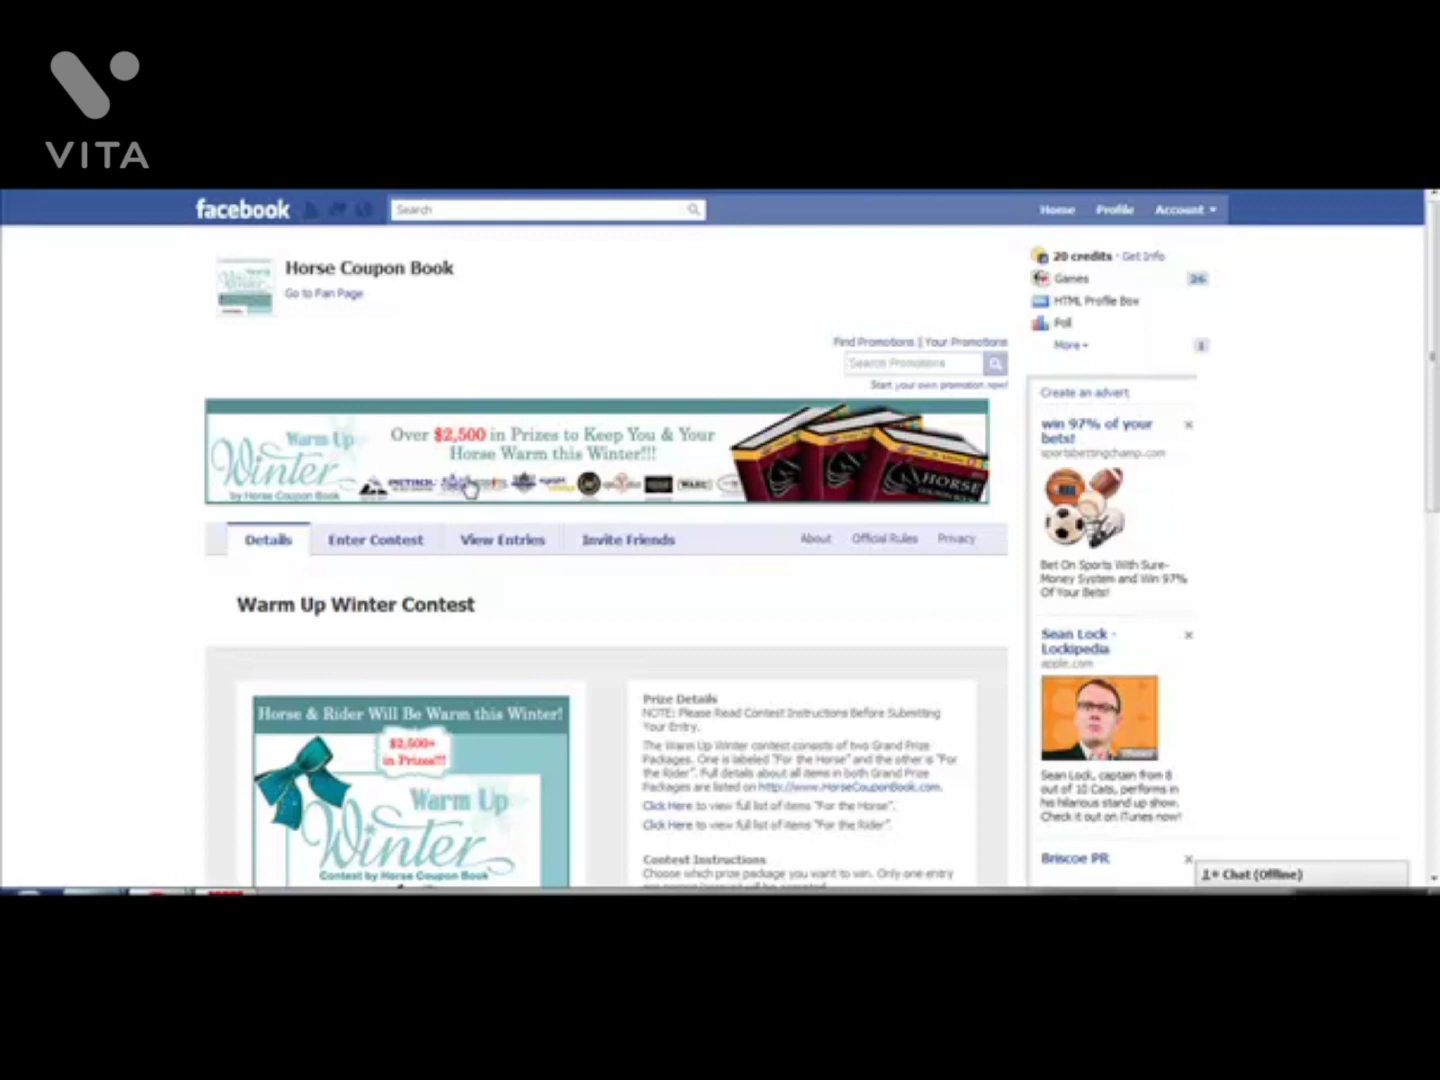 VITA
facebook
Search
Home Profile Account
Horse Coupon Book
Go to Fan Page
20 credits · Get Info
Games 26
HTML Profile Box
Poll
More
Find Promotions | Your Promotions
Search Promotions
Start your own promotion now!
Warm Up
Winter
by Horse Coupon Book
Over $2,500 in Prizes to Keep You & Your
Horse Warm this Winter!!!
HORSE
COUPON BOOK
Details Enter Contest View Entries Invite Friends About Official Rules Privacy
Warm Up Winter Contest
Horse & Rider Will Be Warm this Winter!
$2,500+
in Prizes!!!
Warm Up
Winter
Contest by Horse Coupon Book
Prize Details
NOTE: Please Read Contest Instructions Before Submitting
Your Entry.
The Warm Up Winter contest consists of two Grand Prize
Packages. One is labeled "For the Horse" and the other is "For
the Rider". Full details about all items in both Grand Prize
Packages are listed on http://www.HorseCouponBook.com.
Click Here to view full list of items "For the Horse".
Click Here to view full list of items "For the Rider".
Contest Instructions
Choose which prize package you want to win. Only one entry
Create an advert
win 97% of your
bets!
sportsbettingchamp.com
Bet On Sports With Sure-
Money System and Win 97%
Of Your Bets!
Sean Lock -
Lockipedia
apple.com
Sean Lock, captain from 8
out of 10 Cats, performs in
his hilarious stand up show.
Check it out on iTunes now!
Briscoe PR
Chat (Offline)